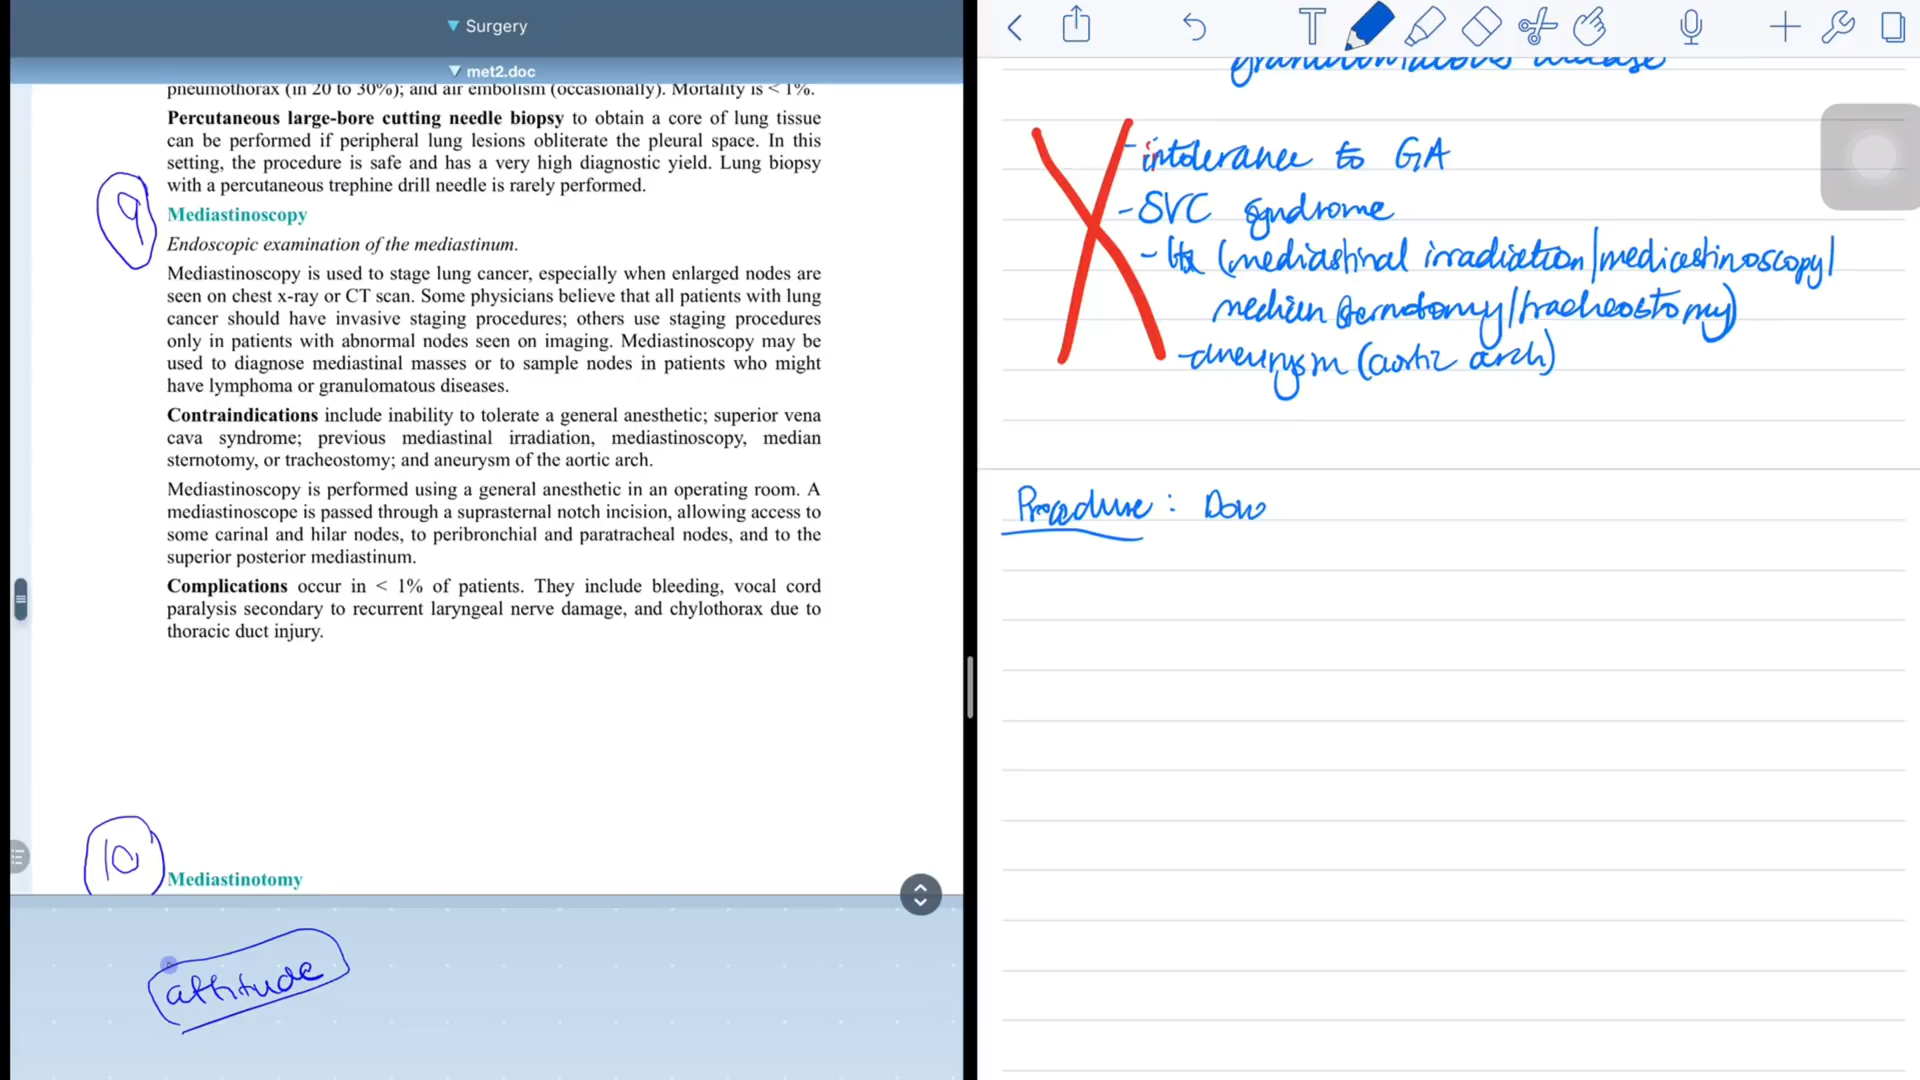 ▼ Surgery
▼ met2.doc
pneumothorax (in 20 to 30%); and air embolism (occasionally). Mortality is < 1%.
Percutaneous large-bore cutting needle biopsy to obtain a core of lung tissue
can be performed if peripheral lung lesions obliterate the pleural space. In this
setting, the procedure is safe and has a very high diagnostic yield. Lung biopsy
with a percutaneous trephine drill needle is rarely performed.
9
Mediastinoscopy
Endoscopic examination of the mediastinum.
Mediastinoscopy is used to stage lung cancer, especially when enlarged nodes are
seen on chest x-ray or CT scan. Some physicians believe that all patients with lung
cancer should have invasive staging procedures; others use staging procedures
only in patients with abnormal nodes seen on imaging. Mediastinoscopy may be
used to diagnose mediastinal masses or to sample nodes in patients who might
have lymphoma or granulomatous diseases.
Contraindications include inability to tolerate a general anesthetic; superior vena
cava syndrome; previous mediastinal irradiation, mediastinoscopy, median
sternotomy, or tracheostomy; and aneurysm of the aortic arch.
Mediastinoscopy is performed using a general anesthetic in an operating room. A
mediastinoscope is passed through a suprasternal notch incision, allowing access to
some carinal and hilar nodes, to peribronchial and paratracheal nodes, and to the
superior posterior mediastinum.
Complications occur in < 1% of patients. They include bleeding, vocal cord
paralysis secondary to recurrent laryngeal nerve damage, and chylothorax due to
thoracic duct injury.
10
Mediastinotomy
attitude
granulomatous disease
- intolerance to GA
- SVC syndrome
- Hx (mediastinal irradiation/mediastinoscopy/
median sternotomy/tracheostomy)
- aneurysm (aortic arch)
Procedure : Dow